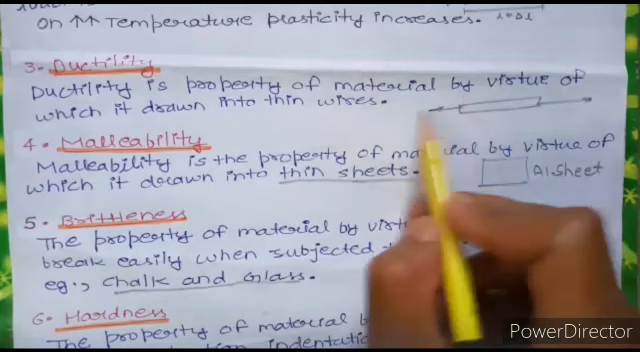 on ↑↑ Temperature plasticity increases.
l+Δl
3. Ductility
Ductility is property of material by virtue of
which it drawn into thin wires.
4. Malleability
Malleability is the property of material by virtue of
which it drawn into thin sheets.
Al.Sheet
5. Brittleness
The property of material by
break easily when subjected
eg., Chalk and Glass.
6. Hardness
The property of material
indentation
PowerDirector